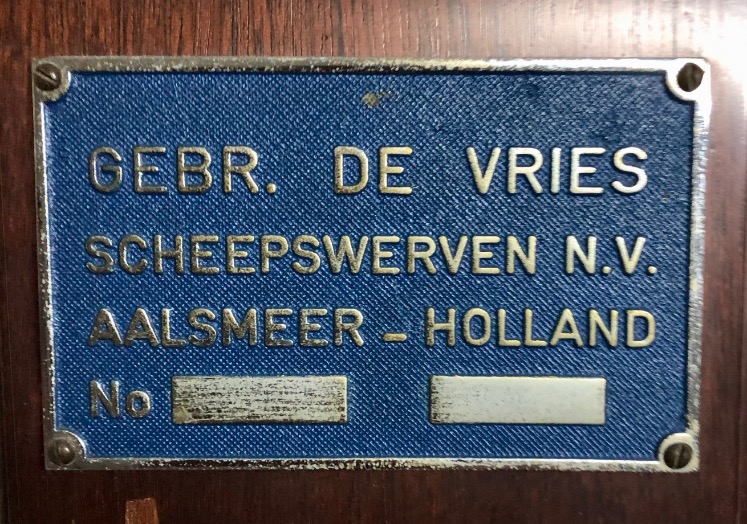 GEBR. DE VRIES
SCHEEPSWERVEN N.V.
AALSMEER - HOLLAND
No